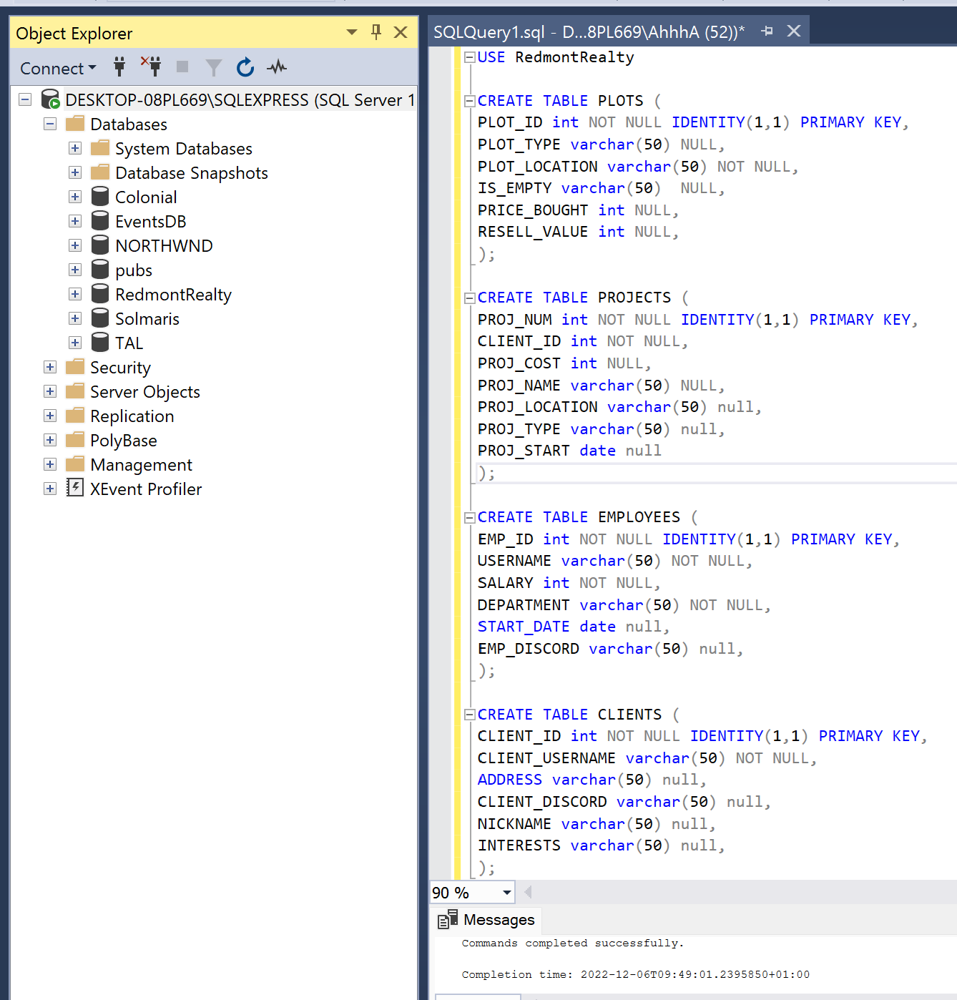 Object Explorer
Connect
DESKTOP-08PL669\SQLEXPRESS (SQL Server 1
Databases
System Databases
Database Snapshots
Colonial
EventsDB
NORTHWND
pubs
RedmontRealty
Solmaris
TAL
Security
Server Objects
Replication
PolyBase
Management
XEvent Profiler
SQLQuery1.sql - D...8PL669\AhhhA (52))*
USE RedmontRealty
CREATE TABLE PLOTS (
PLOT_ID int NOT NULL IDENTITY(1,1) PRIMARY KEY,
PLOT_TYPE varchar(50) NULL,
PLOT_LOCATION varchar(50) NOT NULL,
IS_EMPTY varchar(50)  NULL,
PRICE_BOUGHT int NULL,
RESELL_VALUE int NULL,
);
CREATE TABLE PROJECTS (
PROJ_NUM int NOT NULL IDENTITY(1,1) PRIMARY KEY,
CLIENT_ID int NOT NULL,
PROJ_COST int NULL,
PROJ_NAME varchar(50) NULL,
PROJ_LOCATION varchar(50) null,
PROJ_TYPE varchar(50) null,
PROJ_START date null
);
CREATE TABLE EMPLOYEES (
EMP_ID int NOT NULL IDENTITY(1,1) PRIMARY KEY,
USERNAME varchar(50) NOT NULL,
SALARY int NOT NULL,
DEPARTMENT varchar(50) NOT NULL,
START_DATE date null,
EMP_DISCORD varchar(50) null,
);
CREATE TABLE CLIENTS (
CLIENT_ID int NOT NULL IDENTITY(1,1) PRIMARY KEY,
CLIENT_USERNAME varchar(50) NOT NULL,
ADDRESS varchar(50) null,
CLIENT_DISCORD varchar(50) null,
NICKNAME varchar(50) null,
INTERESTS varchar(50) null,
);
90 %
Messages
Commands completed successfully.
Completion time: 2022-12-06T09:49:01.2395850+01:00